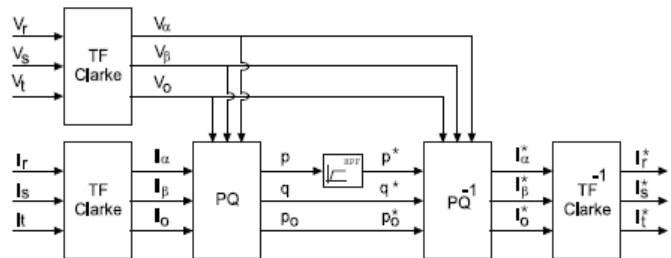 Vr Vα
Vs TF Clarke Vβ
Vt Vo
Ir Iα p HPF p* I*α I*r
Is TF Clarke Iβ PQ q q* PQ-1 I*β TF-1 Clarke I*s
It Io po p*o I*o I*t